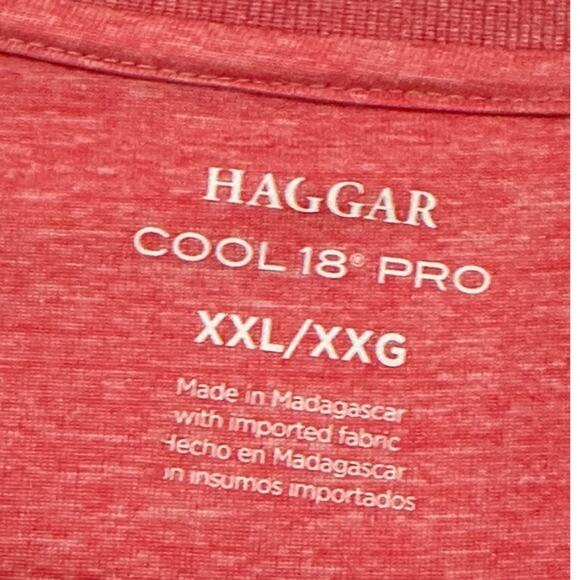 HAGGAR
COOL 18® PRO
XXL/XXG
Made in Madagascar
with imported fabric
Hecho en Madagascar
insumos importados